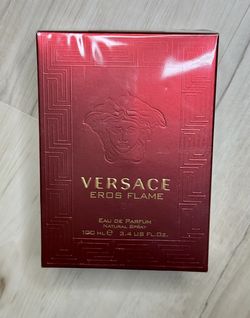 VERSACE
EROS FLAME
EAU DE PARFUM
NATURAL SPRAY
100 ML ℮ 3.4 US FL.OZ.